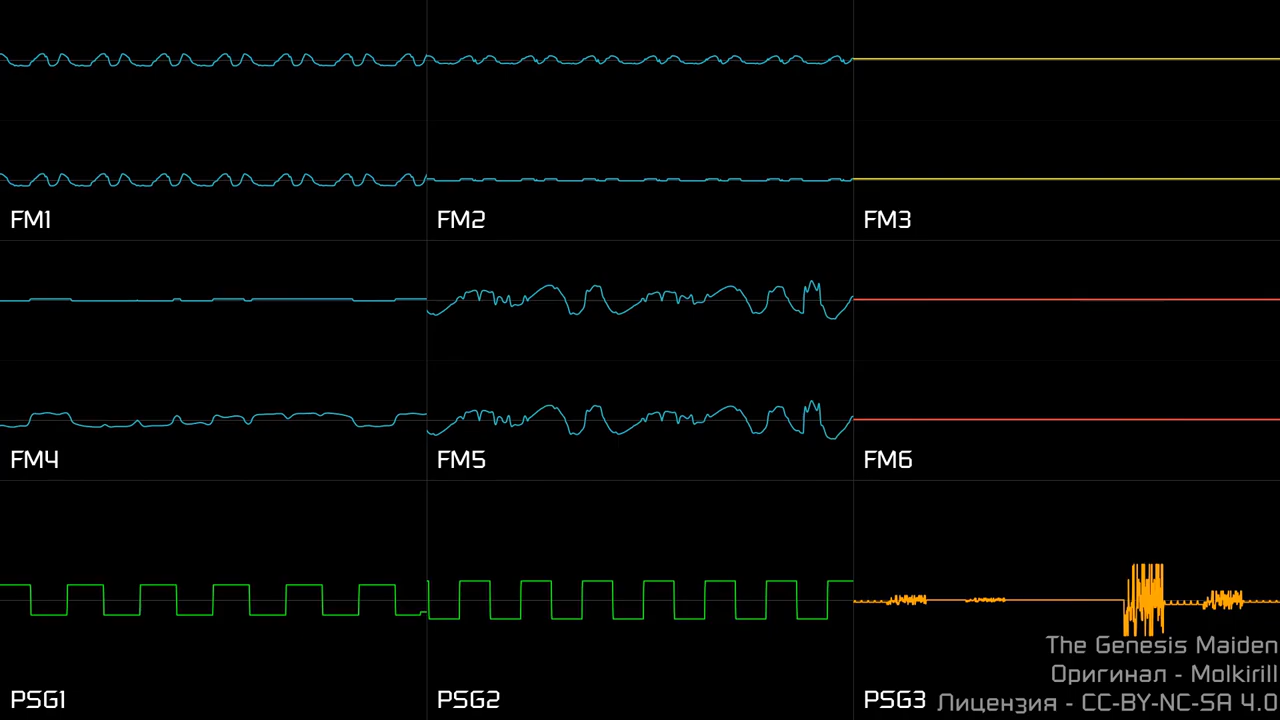 FM1
FM2
FM3
FM4
FM5
FM6
PSG1
PSG2
PSG3
The Genesis Maiden
Оригинал - Molkirill
Лицензия - CC-BY-NC-SA 4.0